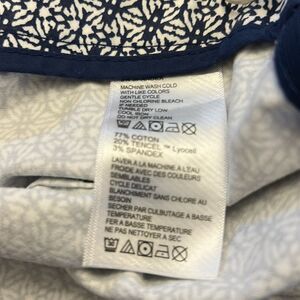 MACHINE WASH COLD
WITH LIKE COLORS
GENTLE CYCLE
NON CHLORINE BLEACH
IF NEEDED
TUMBLE DRY LOW
COOL IRON
DO NOT DRY CLEAN
77% COTTON
20% TENCEL™ Lyocell
3% SPANDEX
LAVER A LA MACHINE A L'EAU
FROIDE AVEC DES COULEURS
SEMBLABLES
CYCLE DELICAT
BLANCHIMENT SANS CHLORE AU
BESOIN
SECHER PAR CULBUTAGE A BASSE
TEMPERATURE
FER A BASSE TEMPERATURE
NE PAS NETTOYER A SEC